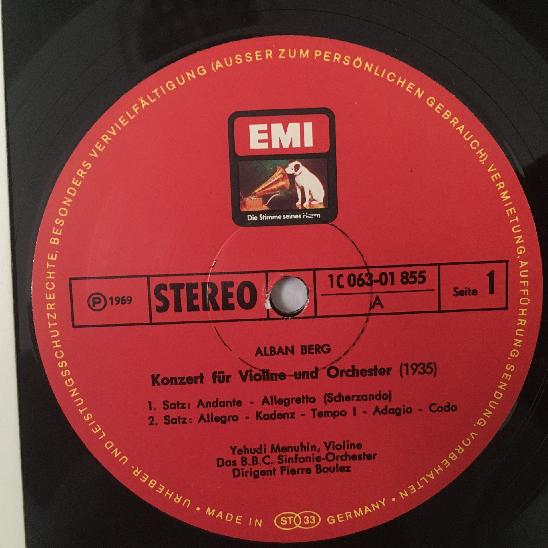 URHEBER- UND LEISTUNGSSCHUTZRECHTE, BESONDERS VERVIELFÄLTIGUNG (AUSSER ZUM PERSÖNLICHEN GEBRAUCH), VERMIETUNG, AUFFÜHRUNG, SENDUNG, VORBEHALTEN
EMI
Die Stimme seines Herrn
Ⓟ 1969 STEREO 1C 063-01 855 Seite 1
A
ALBAN BERG
Konzert für Violine und Orchester (1935)
1. Satz: Andante - Allegretto (Scherzando)
2. Satz: Allegro - Kadenz - Tempo I - Adagio - Coda
Yehudi Menuhin, Violine
Das B.B.C. Sinfonie-Orchester
Dirigent Pierre Boulez
• MADE IN ST 33 GERMANY •